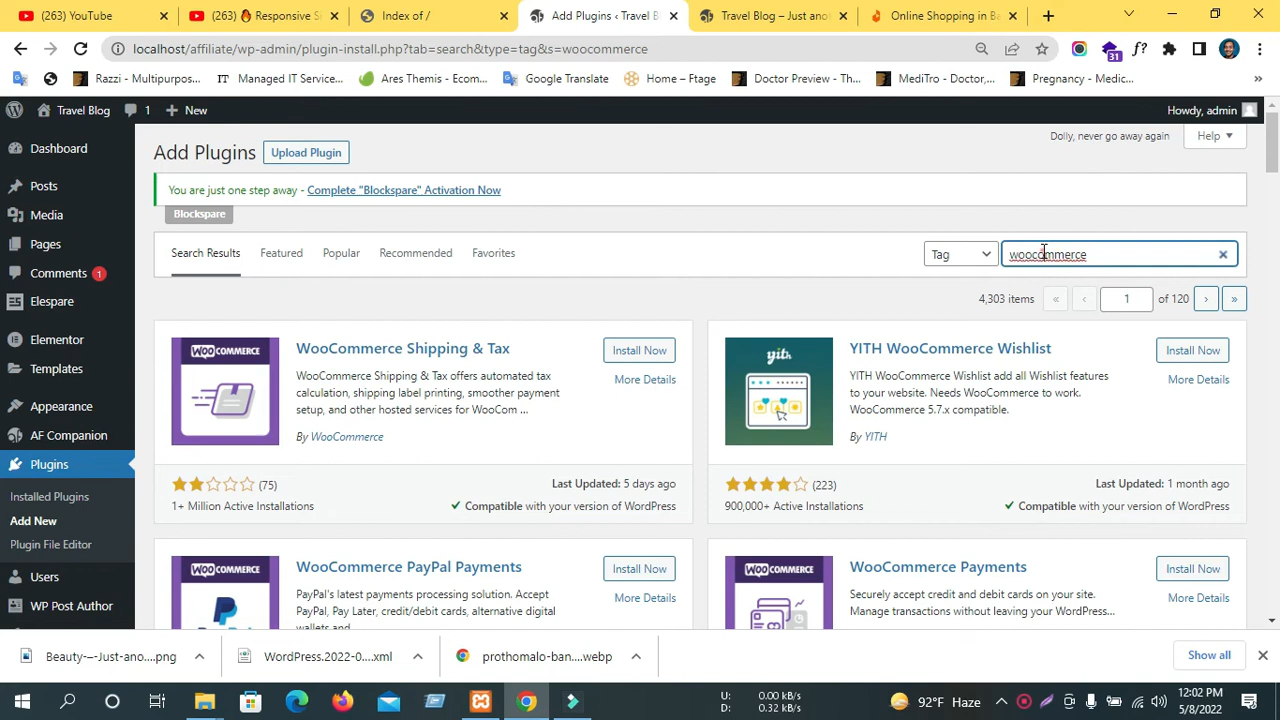 (263) YouTube
(263) 🔥 Responsive S
Index of /
Add Plugins ‹ Travel B
Travel Blog – Just anot
Online Shopping in Ba
localhost/affiliate/wp-admin/plugin-install.php?tab=search&type=tag&s=woocommerce
31
f?
Razzi - Multipurpos...
IT Managed IT Service...
Ares Themis - Ecom...
Google Translate
Home – Ftage
Doctor Preview - Th...
MediTro - Doctor,...
Pregnancy - Medic...
Travel Blog
1
New
Howdy, admin
Dolly, never go away again
Help
Dashboard
Posts
Media
Pages
Comments 1
Elespare
Elementor
Templates
Appearance
AF Companion
Plugins
Installed Plugins
Add New
Plugin File Editor
Users
WP Post Author
Add Plugins
Upload Plugin
You are just one step away - Complete "Blockspare" Activation Now
Blockspare
Search Results
Featured
Popular
Recommended
Favorites
Tag
woocommerce
4,303 items
«
‹
1
of 120
›
»
WOO COMMERCE
WooCommerce Shipping & Tax
Install Now
More Details
WooCommerce Shipping & Tax offers automated tax
calculation, shipping label printing, smoother payment
setup, and other hosted services for WooCom ...
By WooCommerce
(75)
1+ Million Active Installations
Last Updated: 5 days ago
Compatible with your version of WordPress
yith
YITH WooCommerce Wishlist
Install Now
More Details
YITH WooCommerce Wishlist add all Wishlist features
to your website. Needs WooCommerce to work.
WooCommerce 5.7.x compatible.
By YITH
(223)
900,000+ Active Installations
Last Updated: 1 month ago
Compatible with your version of WordPress
WOO COMMERCE
WooCommerce PayPal Payments
Install Now
More Details
PayPal's latest payments processing solution. Accept
PayPal, Pay Later, credit/debit cards, alternative digital
wallets and
WOO COMMERCE
WooCommerce Payments
Install Now
More Details
Securely accept credit and debit cards on your site.
Manage transactions without leaving your WordPress...
Beauty-–-Just-ano....png
WordPress.2022-0....xml
prothomalo-ban....webp
Show all
U: 0.00 kB/s
D: 0.32 kB/s
92°F Haze
12:02 PM
5/8/2022